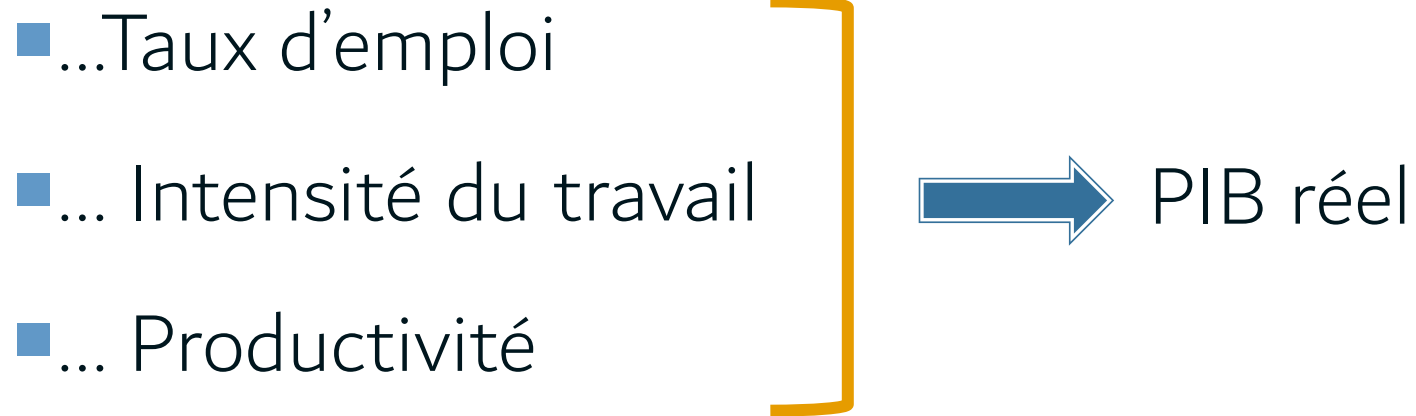 ...Taux d’emploi
... Intensité du travail
PIB réel
... Productivité